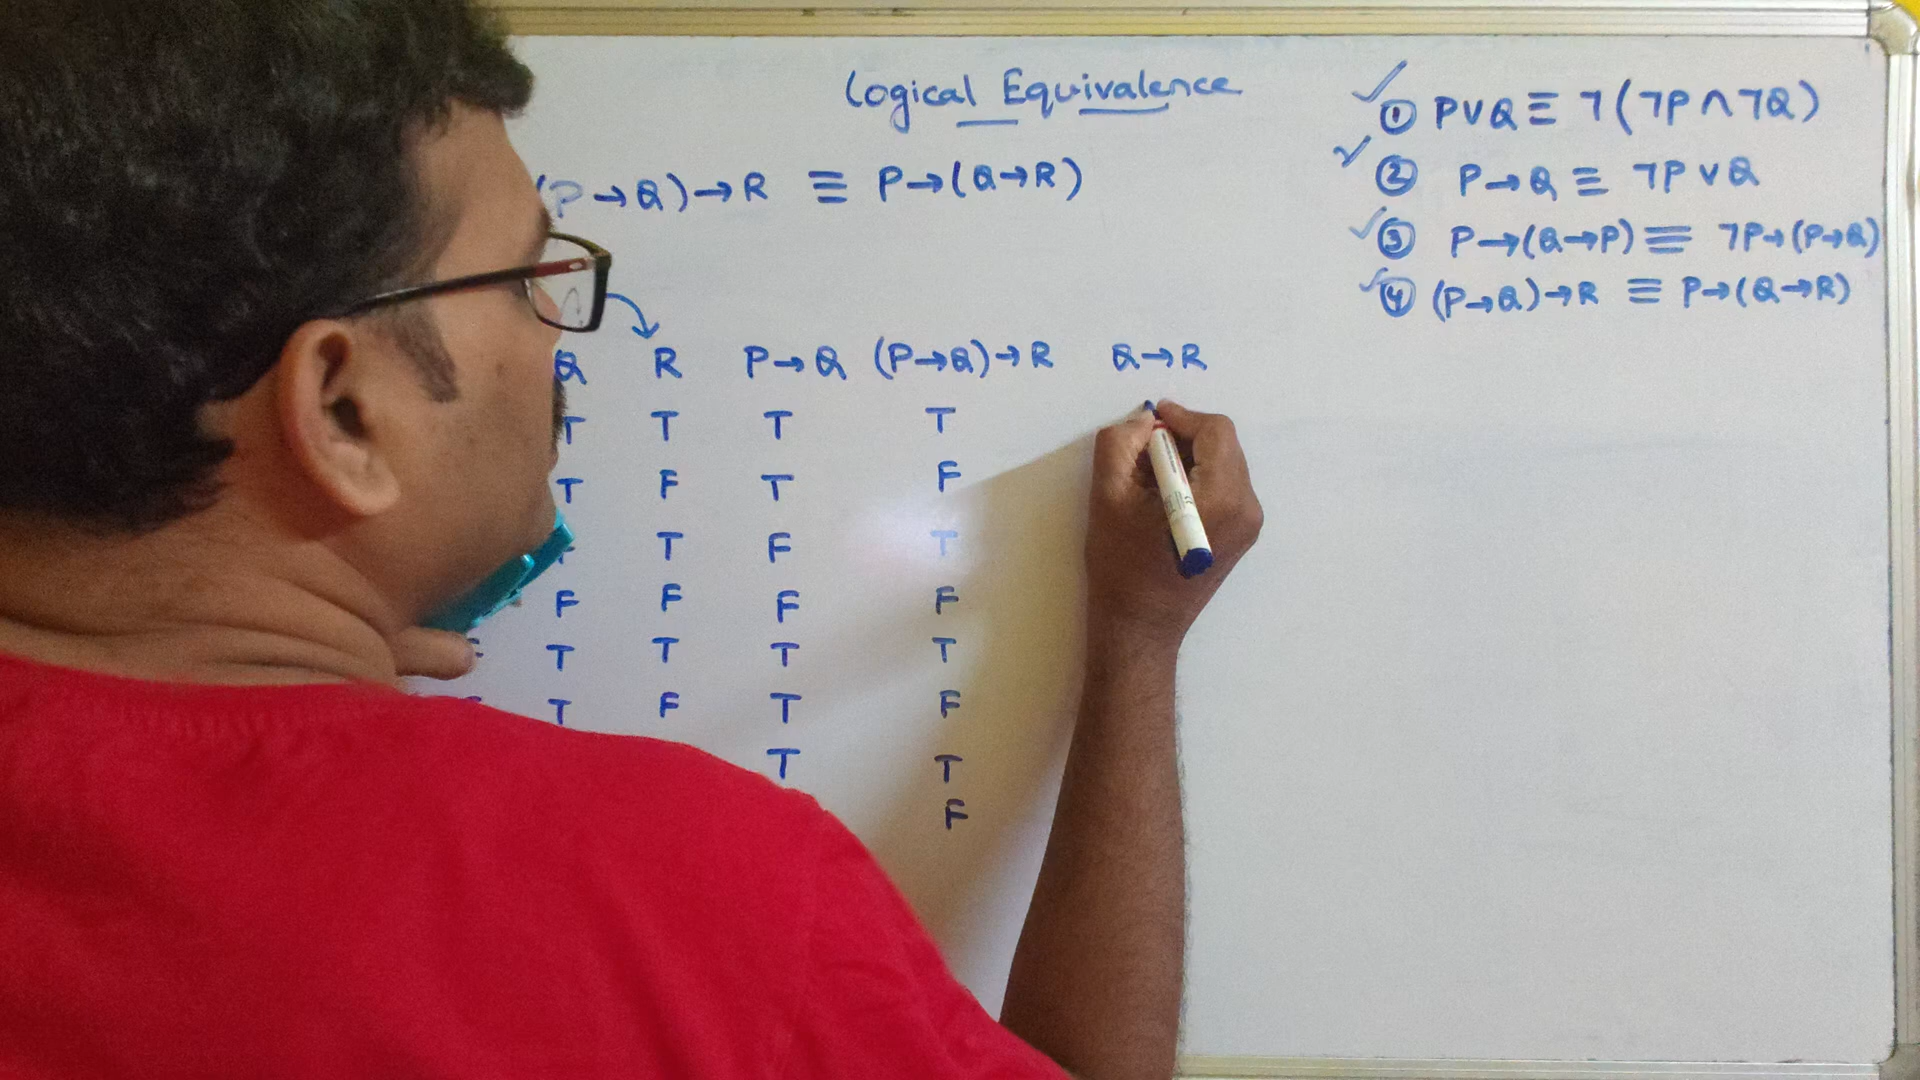 Logical Equivalence
(P→Q)→R ≡ P→(Q→R)
① P∨Q ≡ ¬(¬P∧¬Q)
② P→Q ≡ ¬P∨Q
③ P→(Q→P) ≡ ¬P→(P→Q)
④ (P→Q)→R ≡ P→(Q→R)
Q R P→Q (P→Q)→R Q→R
T T T T
T F T F
T F T
F F F F
T T T T
T F T F
T T
F